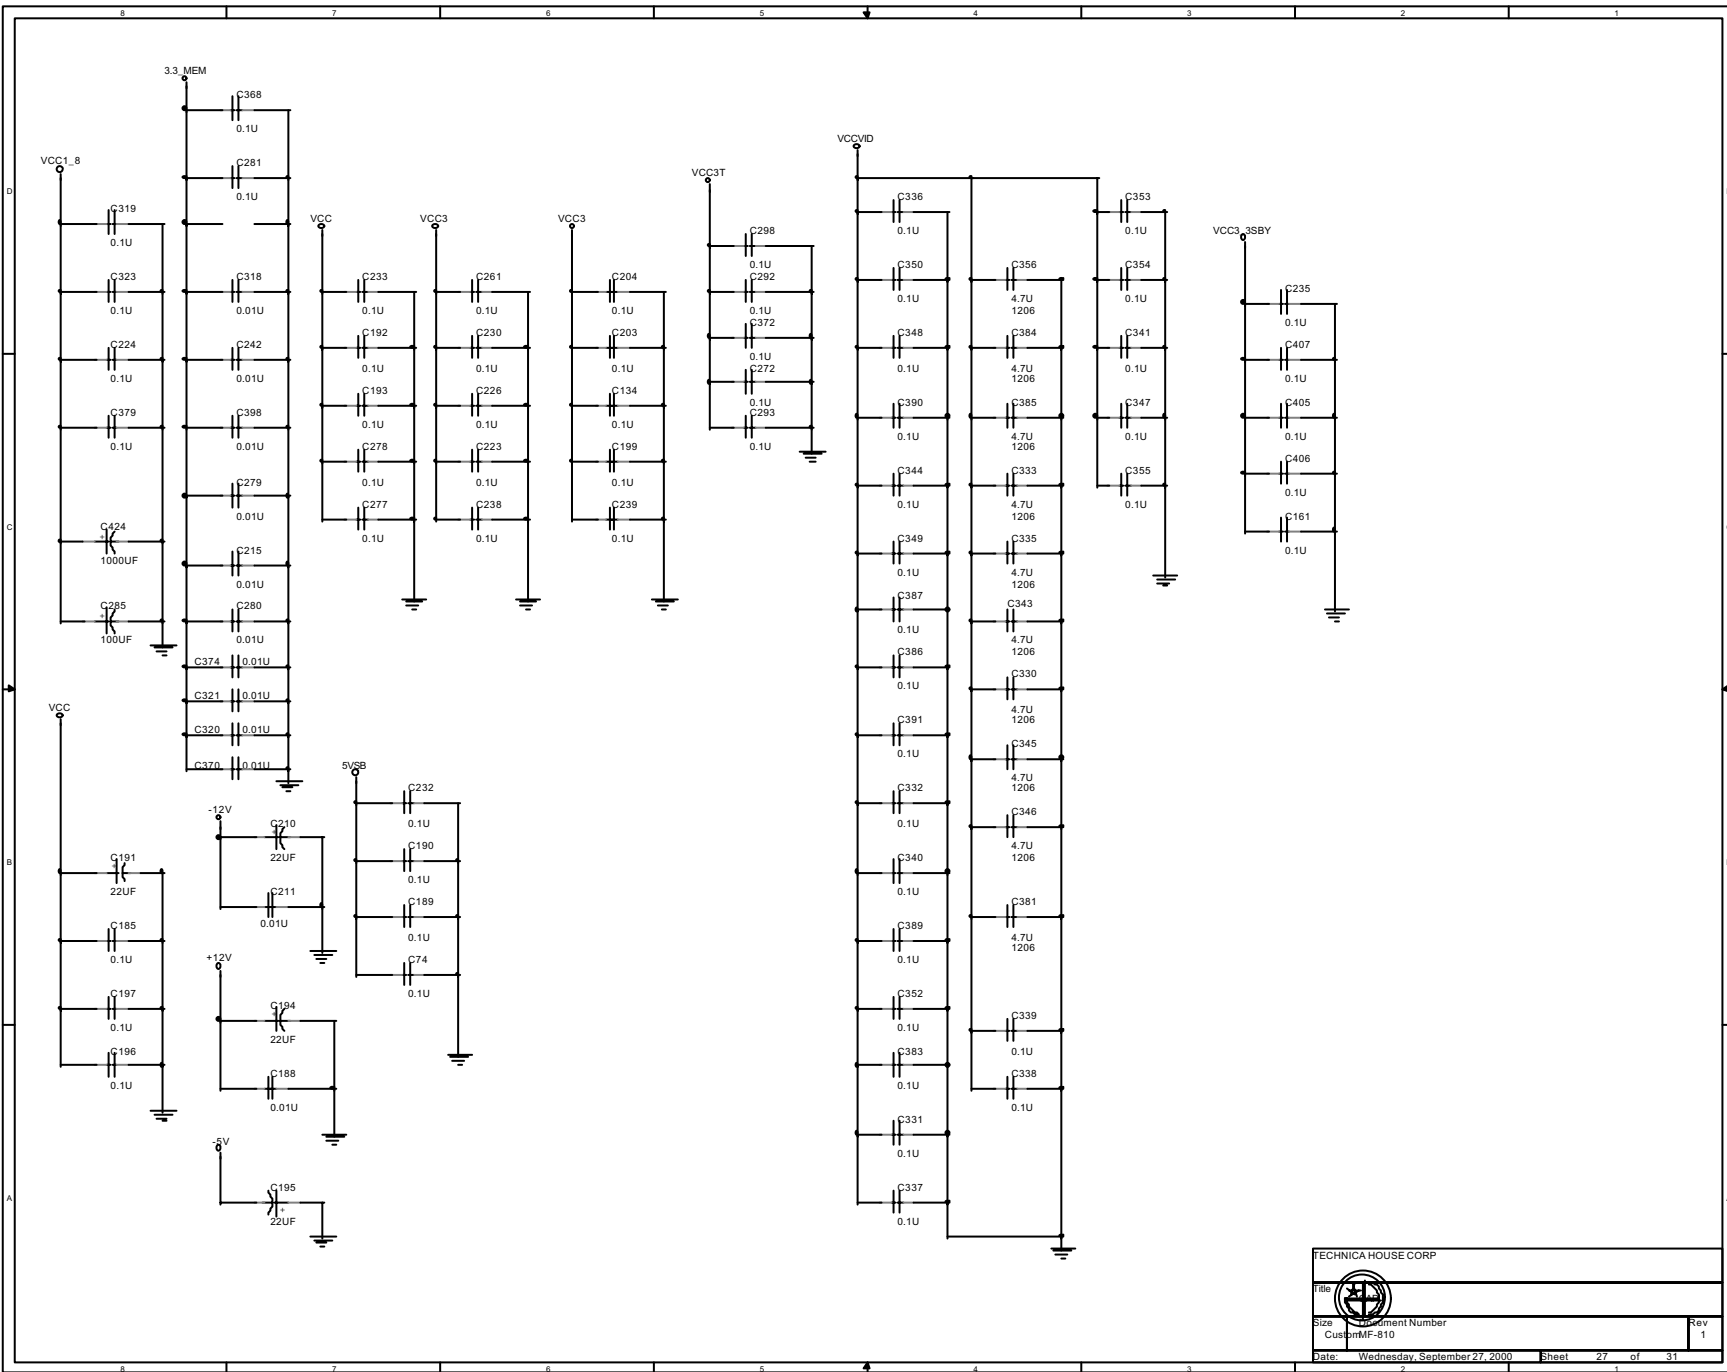 8 7 6 5 4 3 2 1
D
C
B
A
3.3_MEM
C368
0.1U
C281
0.1U
C318
0.01U
C242
0.01U
C398
0.01U
C279
0.01U
C215
0.01U
C280
0.01U
C374 0.01U
C321 0.01U
C320 0.01U
C370 0.01U
VCC1_8
C319
0.1U
C323
0.1U
C224
0.1U
C379
0.1U
C424
+
1000UF
C285
+
100UF
VCC
C233
0.1U
C192
0.1U
C193
0.1U
C278
0.1U
C277
0.1U
VCC3
C261
0.1U
C230
0.1U
C226
0.1U
C223
0.1U
C238
0.1U
VCC3
C204
0.1U
C203
0.1U
C134
0.1U
C199
0.1U
C239
0.1U
VCC3T
C298
0.1U
C292
0.1U
C372
0.1U
C272
0.1U
C293
0.1U
VCCVID
C336
0.1U
C350
0.1U
C348
0.1U
C390
0.1U
C344
0.1U
C349
0.1U
C387
0.1U
C386
0.1U
C391
0.1U
C332
0.1U
C340
0.1U
C389
0.1U
C352
0.1U
C383
0.1U
C331
0.1U
C337
0.1U
C356
4.7U
1206
C384
4.7U
1206
C385
4.7U
1206
C333
4.7U
1206
C335
4.7U
1206
C343
4.7U
1206
C330
4.7U
1206
C345
4.7U
1206
C346
4.7U
1206
C381
4.7U
1206
C339
0.1U
C338
0.1U
C353
0.1U
C354
0.1U
C341
0.1U
C347
0.1U
C355
0.1U
VCC3_3SBY
C235
0.1U
C407
0.1U
C405
0.1U
C406
0.1U
C161
0.1U
VCC
C191
+
22UF
C185
0.1U
C197
0.1U
C196
0.1U
-12V
C210
+
22UF
C211
0.01U
+12V
C194
+
22UF
C188
0.01U
-5V
C195
+
22UF
5VSB
C232
0.1U
C190
0.1U
C189
0.1U
C74
0.1U
TECHNICA HOUSE CORP
Title
Size Document Number Rev
Custom MF-810 1
Date: Wednesday, September 27, 2000 Sheet 27 of 31
8 7 6 5 4 3 2 1